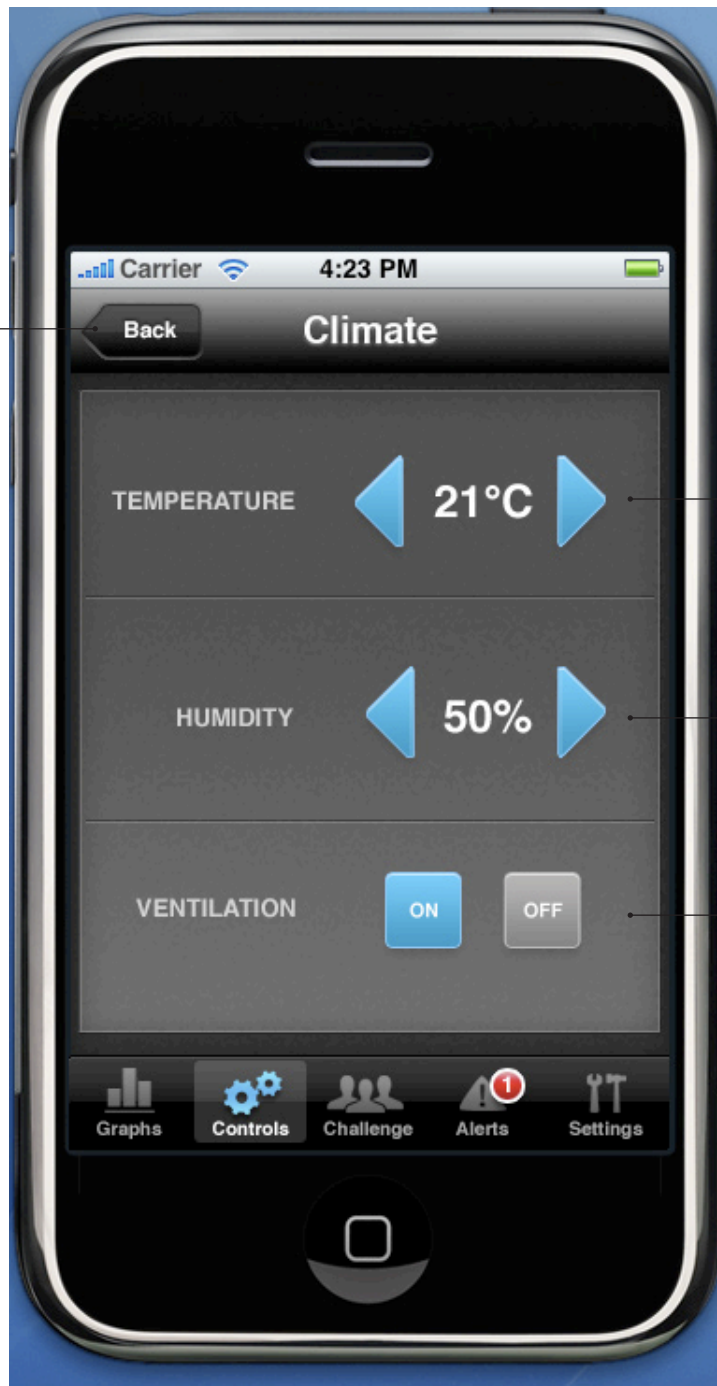 Carrier 4:23 PM
Back Climate
TEMPERATURE 21°C
HUMIDITY 50%
VENTILATION ON OFF
1
Graphs Controls Challenge Alerts Settings